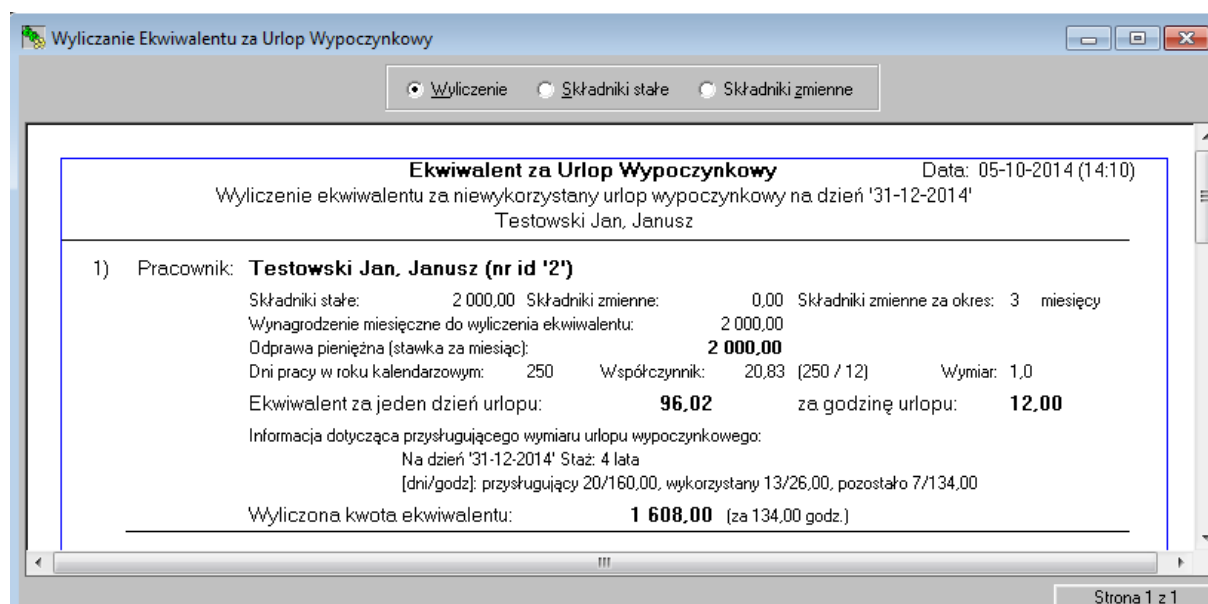 Wyliczanie Ekwiwalentu za Urlop Wypoczynkowy
Wyliczenie Składniki stałe Składniki zmienne
Ekwiwalent za Urlop Wypoczynkowy Data: 05-10-2014 (14:10)
Wyliczenie ekwiwalentu za niewykorzystany urlop wypoczynkowy na dzień '31-12-2014'
Testowski Jan, Janusz
1) Pracownik: Testowski Jan, Janusz (nr id '2')
Składniki stałe: 2 000,00 Składniki zmienne: 0,00 Składniki zmienne za okres: 3 miesięcy
Wynagrodzenie miesięczne do wyliczenia ekwiwalentu: 2 000,00
Odprawa pieniężna (stawka za miesiąc): 2 000,00
Dni pracy w roku kalendarzowym: 250 Współczynnik: 20,83 (250 / 12) Wymiar: 1,0
Ekwiwalent za jeden dzień urlopu: 96,02 za godzinę urlopu: 12,00
Informacja dotycząca przysługującego wymiaru urlopu wypoczynkowego:
Na dzień '31-12-2014' Staż: 4 lata
[dni/godz]: przysługujący 20/160,00, wykorzystany 13/26,00, pozostało 7/134,00
Wyliczona kwota ekwiwalentu: 1 608,00 (za 134,00 godz.)
Strona 1 z 1